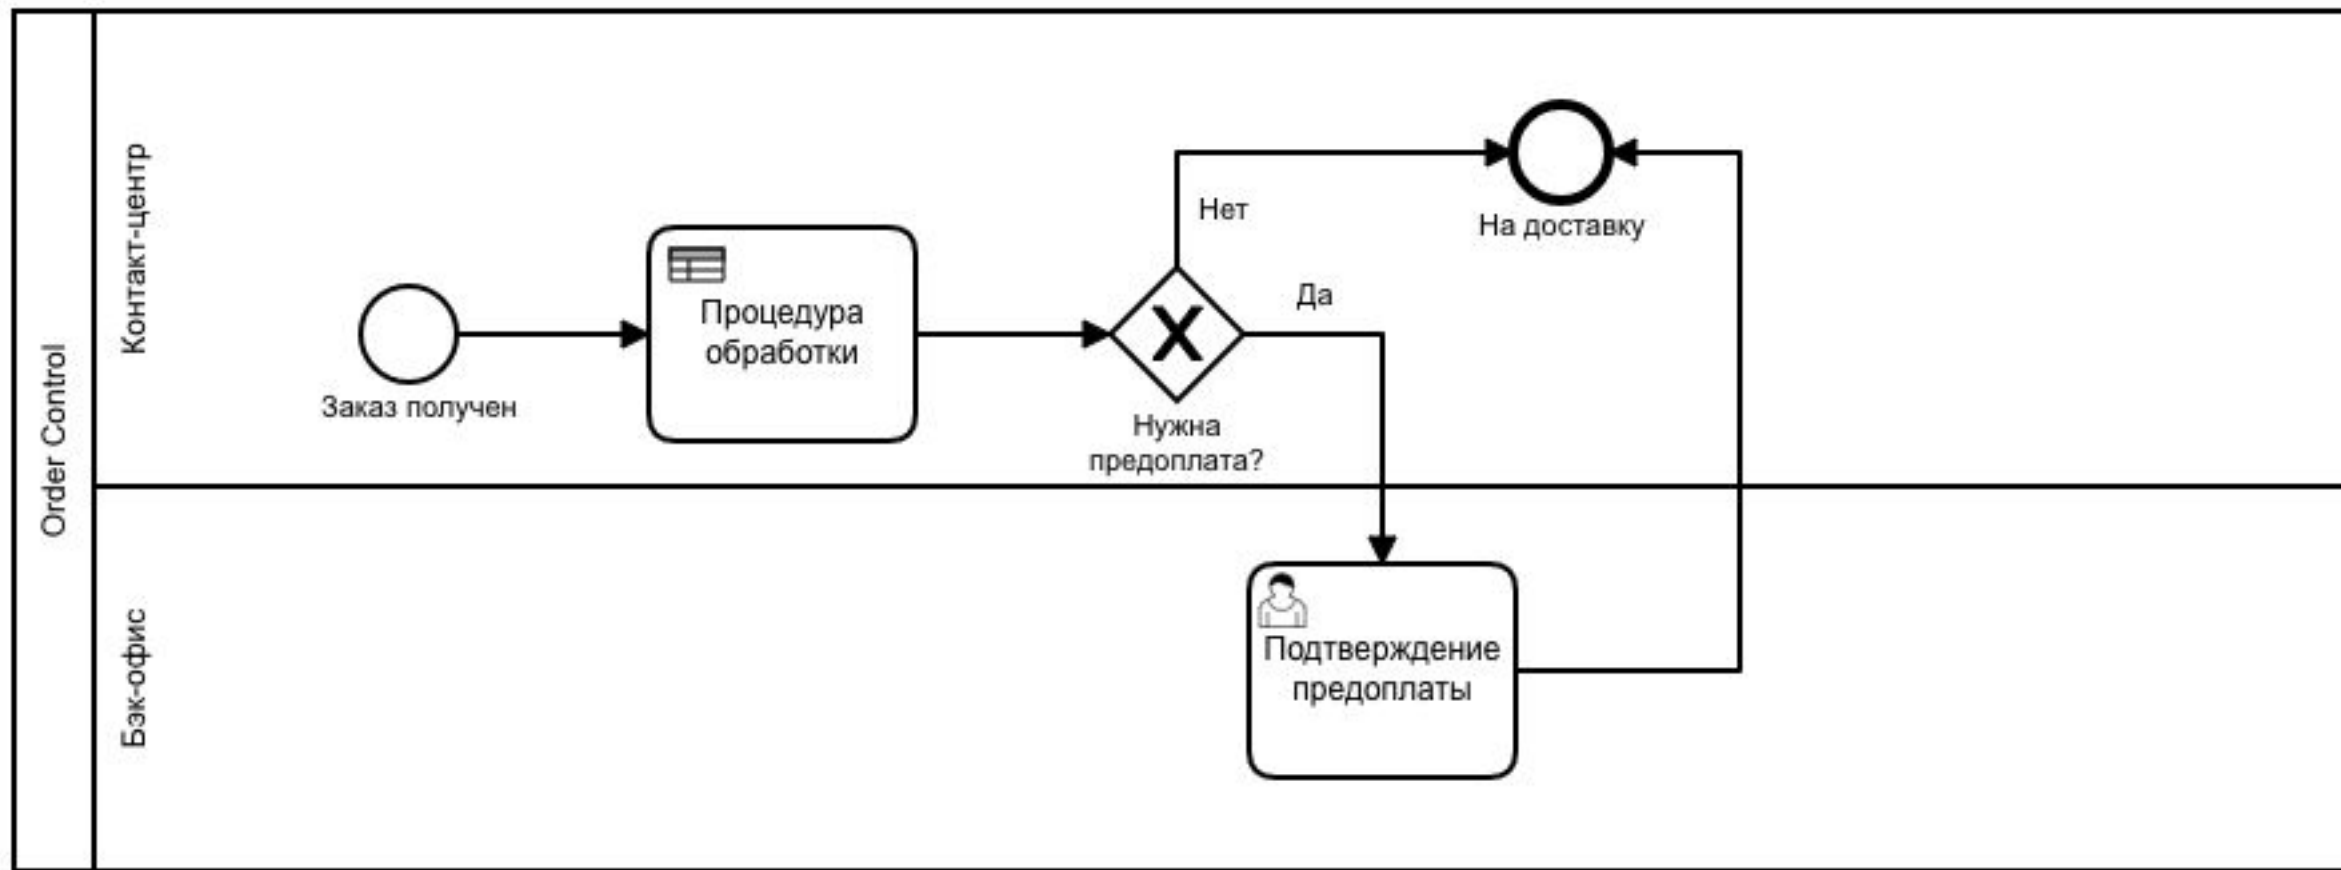 Order Control
Контакт-центр
Заказ получен
Процедура
обработки
Нужна
предоплата?
Нет
Да
На доставку
Бэк-офис
Подтверждение
предоплаты